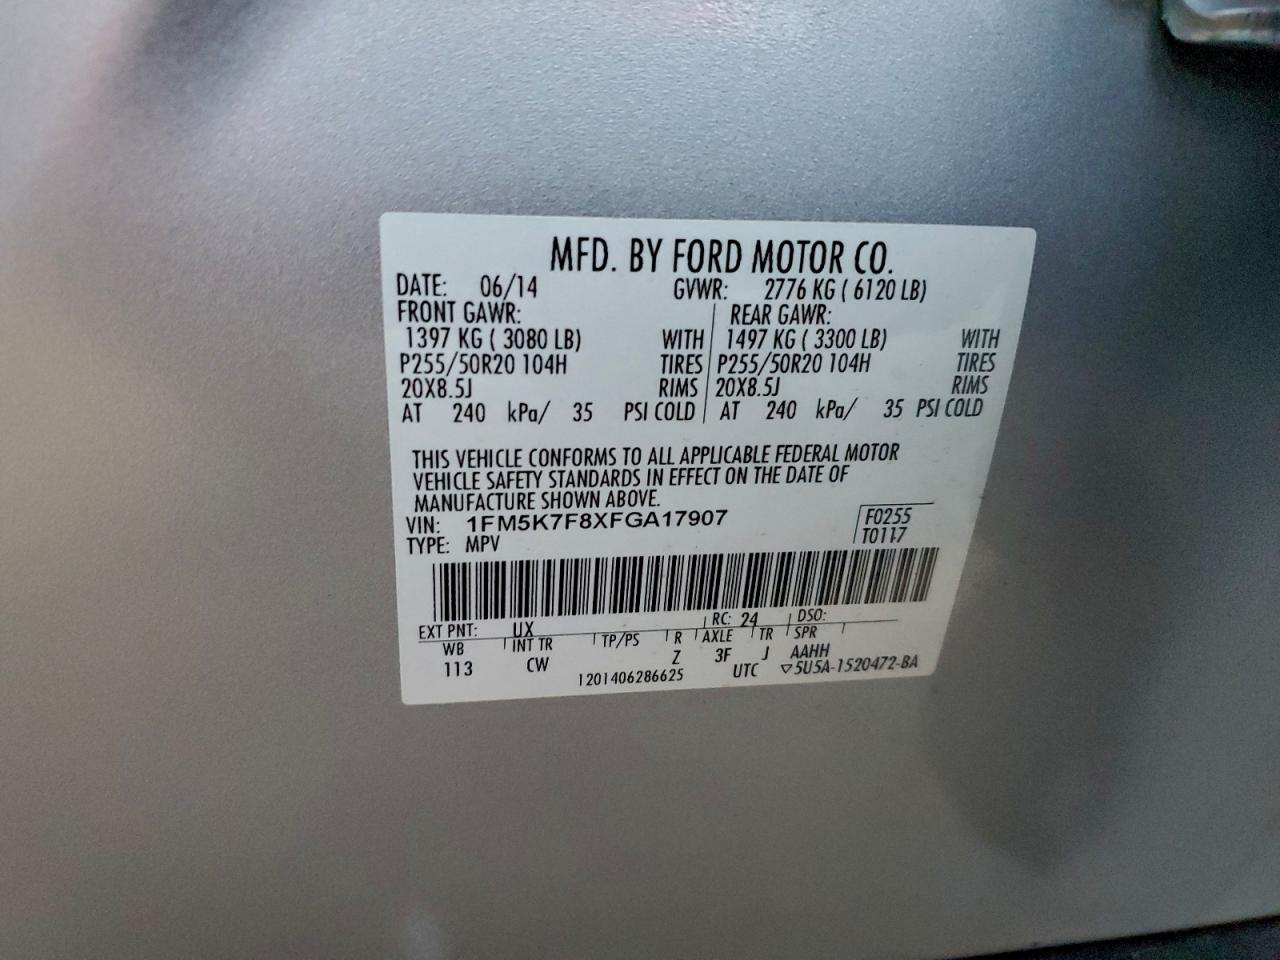 MFD. BY FORD MOTOR CO.
DATE: 06/14 GVWR: 2776 KG ( 6120 LB)
FRONT GAWR: REAR GAWR:
1397 KG ( 3080 LB) WITH 1497 KG ( 3300 LB) WITH
P255/50R20 104H TIRES P255/50R20 104H TIRES
20X8.5J RIMS 20X8.5J RIMS
AT 240 kPa/ 35 PSI COLD AT 240 kPa/ 35 PSI COLD
THIS VEHICLE CONFORMS TO ALL APPLICABLE FEDERAL MOTOR
VEHICLE SAFETY STANDARDS IN EFFECT ON THE DATE OF
MANUFACTURE SHOWN ABOVE.
VIN: 1FM5K7F8XFGA17907 F0255
TYPE: MPV T0117
EXT PNT: UX RC: 24 DSO:
WB INT TR TP/PS R AXLE TR SPR
113 CW Z 3F J AAHH
1201406286625 UTC ▽5U5A-1520472-BA